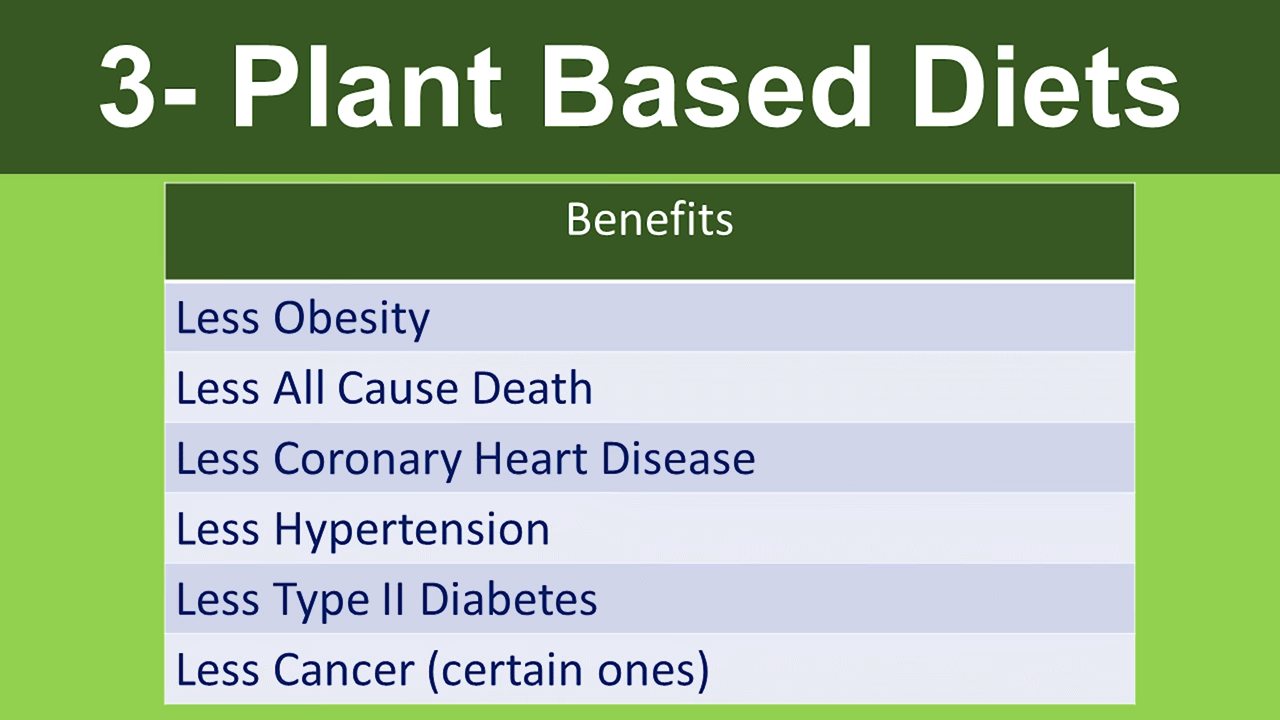 3- Plant Based Diets
Benefits
Less Obesity
Less All Cause Death
Less Coronary Heart Disease
Less Hypertension
Less Type II Diabetes
Less Cancer (certain ones)